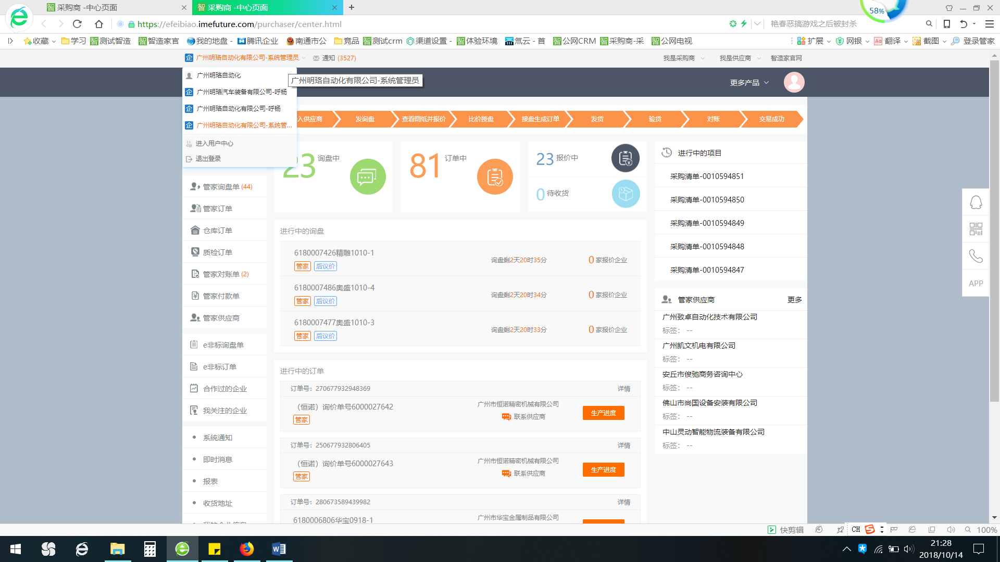 采购商 -中心页面
采购商 -中心页面
58%
https://efeibiao.imefuture.com/purchaser/center.html
艳春恶搞游戏之后被封杀
收藏 学习 测试智造 智造家官 我的地盘 - 腾讯企业 南通市公 竞品 测试crm 渠道设置 - 体验环境 氚云 - 首 公网CRM 采购商-采 公网电视 扩展 网银 翻译 截图 登录管家
广州明珞自动化有限公司-系统管理员 通知 (3527) 我是采购商 我是供应商 智造家官网
广州明珞自动化
广州明珞自动化有限公司-系统管理员
更多产品
广州明珞汽车装备有限公司-呼杨
广州明珞自动化有限公司-呼杨
广州明珞自动化有限公司-系统管...
进入用户中心
退出登录
入供应商 发询盘 查看图纸并报价 比价授盘 接盘生成订单 发货 验货 对账 交易成功
23 询盘中
81 订单中
23 报价中
0 待收货
进行中的项目
采购清单-0010594851
采购清单-0010594850
采购清单-0010594849
采购清单-0010594848
采购清单-0010594847
管家询盘单 (44)
管家订单
仓库订单
质检订单
管家对账单 (2)
管家付款单
管家供应商
e非标询盘单
e非标订单
合作过的企业
我关注的企业
系统通知
即时消息
报表
收货地址
进行中的询盘
6180007426精雕1010-1
管家 后议价
询盘剩2天20时35分
0 家报价企业
6180007486奥盛1010-4
管家 后议价
询盘剩2天20时34分
0 家报价企业
6180007477奥盛1010-3
管家 后议价
询盘剩2天20时33分
0 家报价企业
进行中的订单
订单号：270677932948369 详情
（恒诺）询价单号6000027642
管家
广州市恒诺精密机械有限公司
联系供应商
生产进度
订单号：250677932806405 详情
（恒诺）询价单号6000027643
管家
广州市恒诺精密机械有限公司
联系供应商
生产进度
订单号：280673589439982 详情
6180006806华宝0918-1
广州市华宝金属制品有限公司
管家供应商 更多
广州致卓自动化技术有限公司
标签： --
广州凯文机电有限公司
标签： --
安丘市俊驰商务咨询中心
标签： --
佛山市尚国设备安装有限公司
标签： --
中山灵动智能物流装备有限公司
标签： --
APP
快剪辑 CH 100%
21:28
2018/10/14